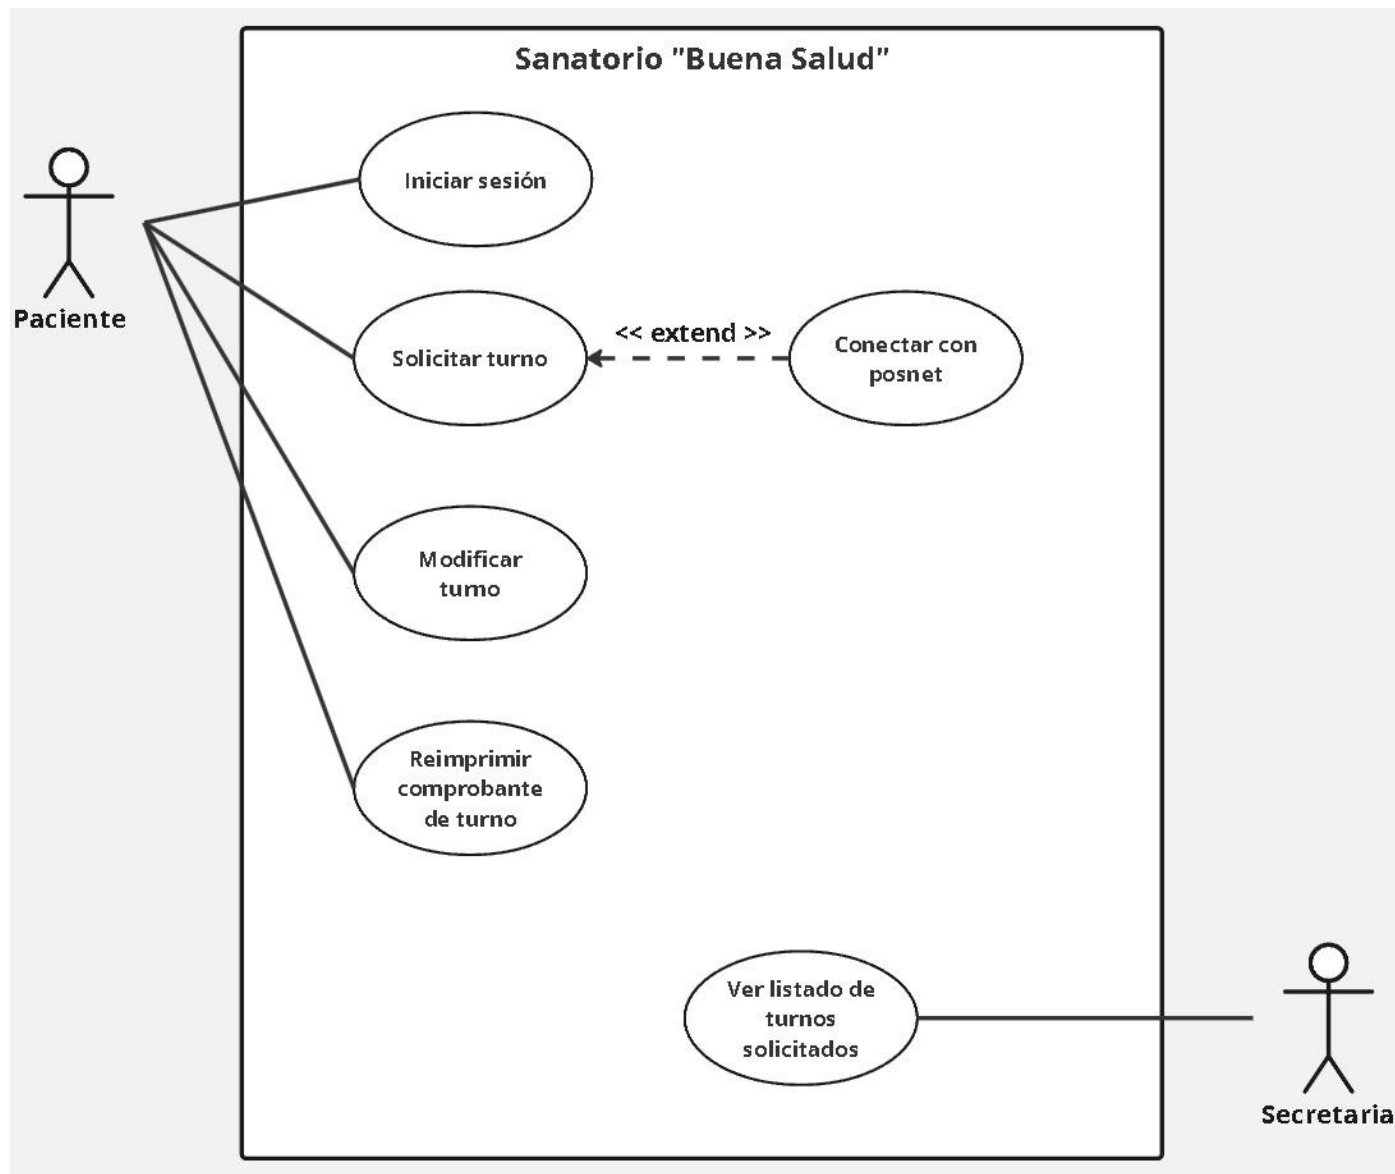 Sanatorio "Buena Salud"
Iniciar sesión
Paciente
Solicitar turno
<< extend >>
Conectar con
posnet
Modificar
turno
Reimprimir
comprobante
de turno
Ver listado de
turnos
solicitados
Secretaria